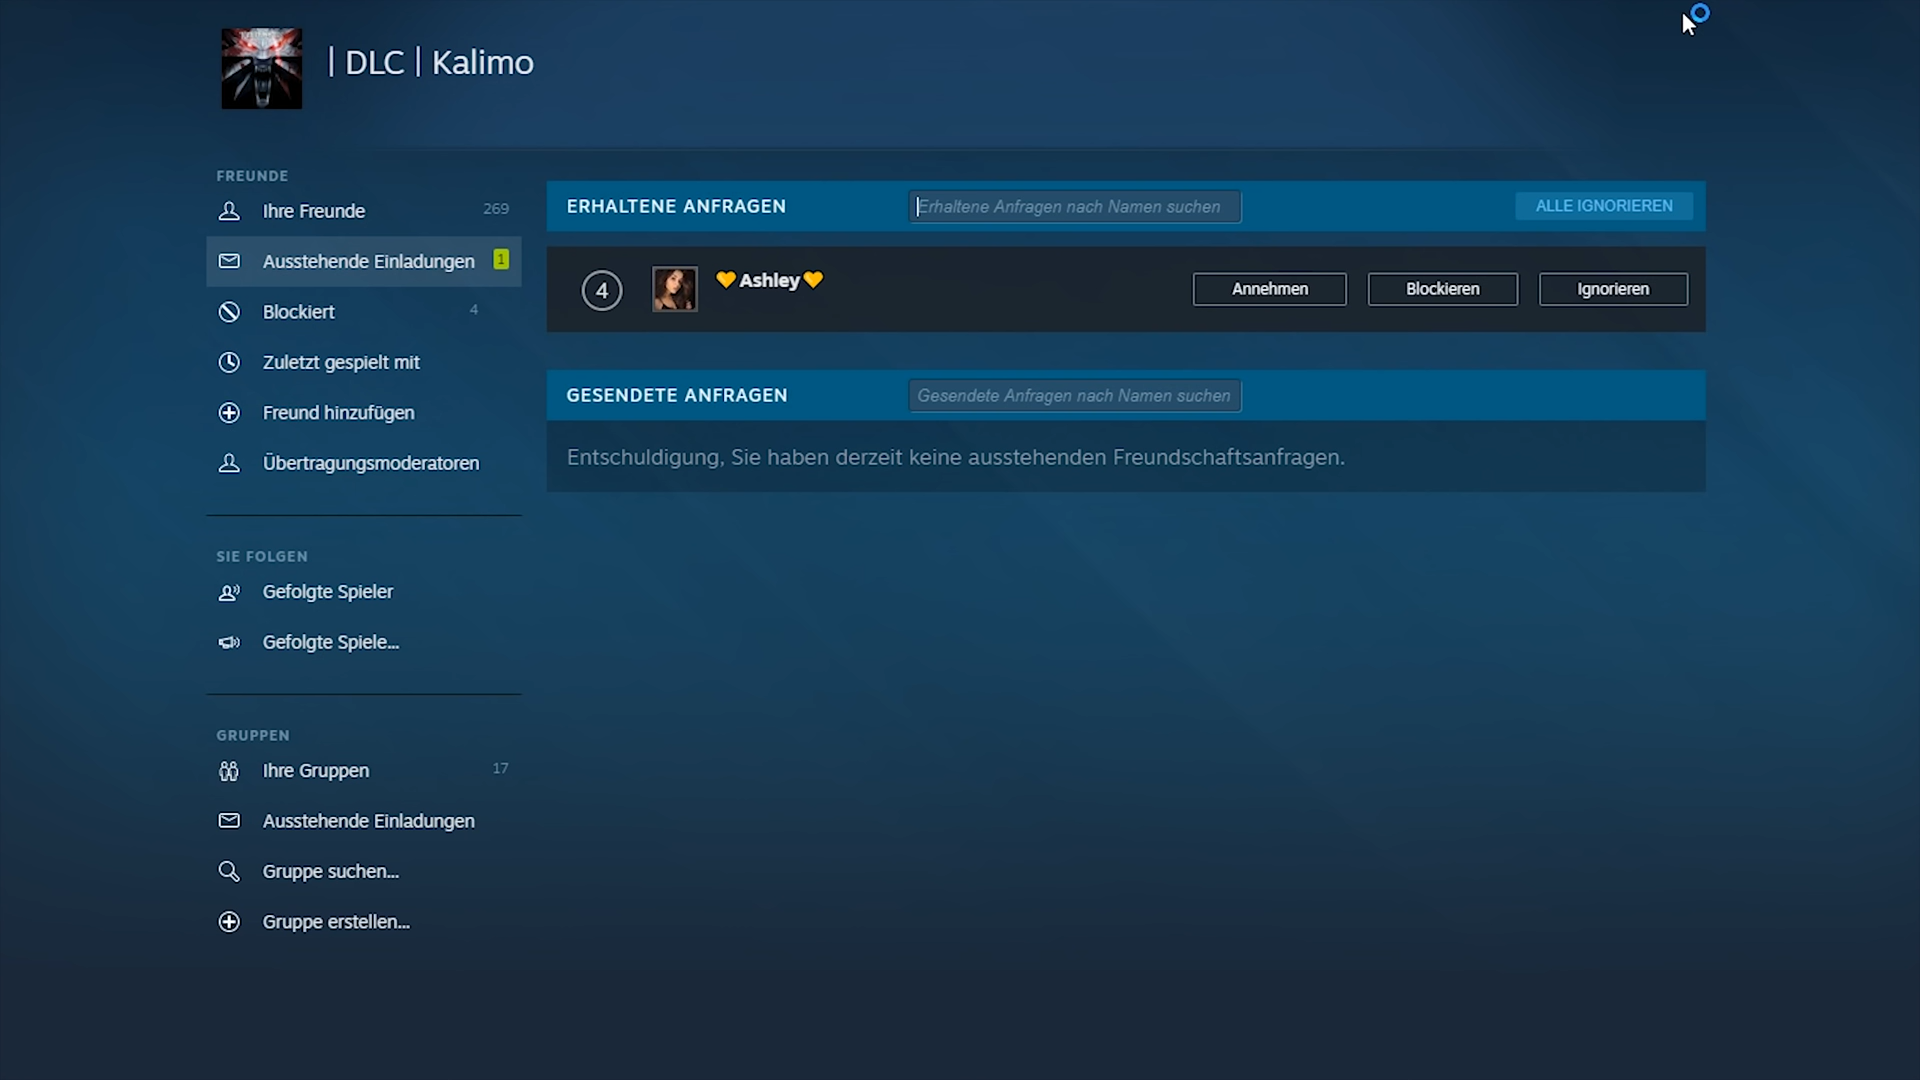 | DLC | Kalimo
FREUNDE
Ihre Freunde 269
Ausstehende Einladungen 1
Blockiert 4
Zuletzt gespielt mit
Freund hinzufügen
Übertragungsmoderatoren
SIE FOLGEN
Gefolgte Spieler
Gefolgte Spiele...
GRUPPEN
Ihre Gruppen 17
Ausstehende Einladungen
Gruppe suchen...
Gruppe erstellen...
ERHALTENE ANFRAGEN Erhaltene Anfragen nach Namen suchen ALLE IGNORIEREN
4 💛Ashley💛 Annehmen Blockieren Ignorieren
GESENDETE ANFRAGEN Gesendete Anfragen nach Namen suchen
Entschuldigung, Sie haben derzeit keine ausstehenden Freundschaftsanfragen.